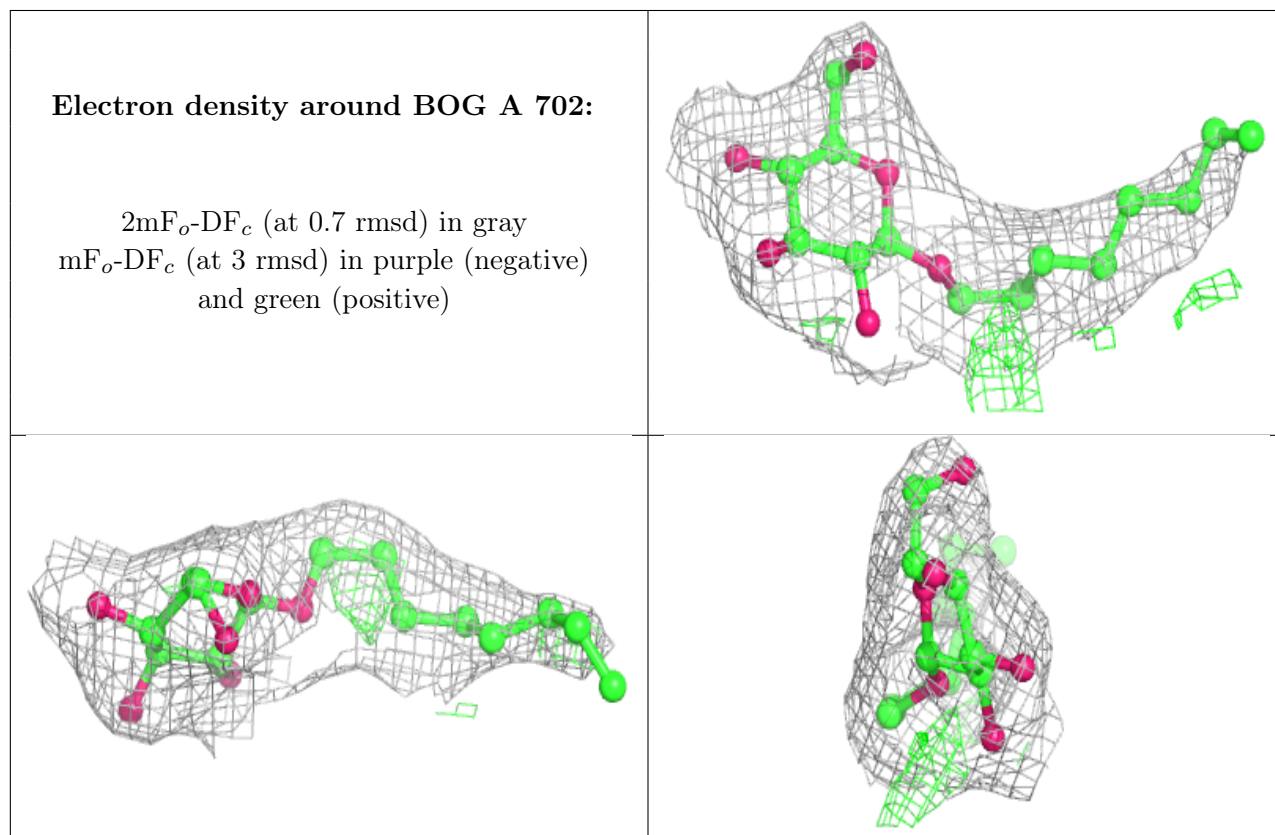 Electron density around BOG A 702:
2mFo-DFc (at 0.7 rmsd) in gray
mFo-DFc (at 3 rmsd) in purple (negative)
and green (positive)